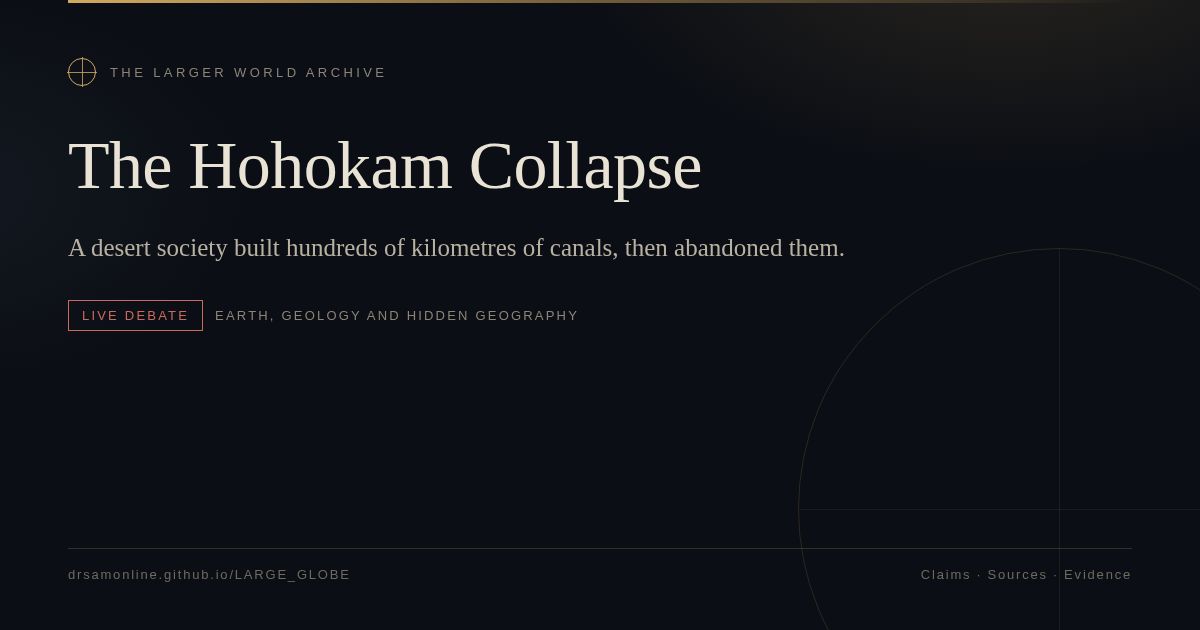 THE LARGER WORLD ARCHIVE
The Hohokam Collapse
A desert society built hundreds of kilometres of canals, then abandoned them.
LIVE DEBATE EARTH, GEOLOGY AND HIDDEN GEOGRAPHY
drsamonline.github.io/LARGE_GLOBE Claims · Sources · Evidence